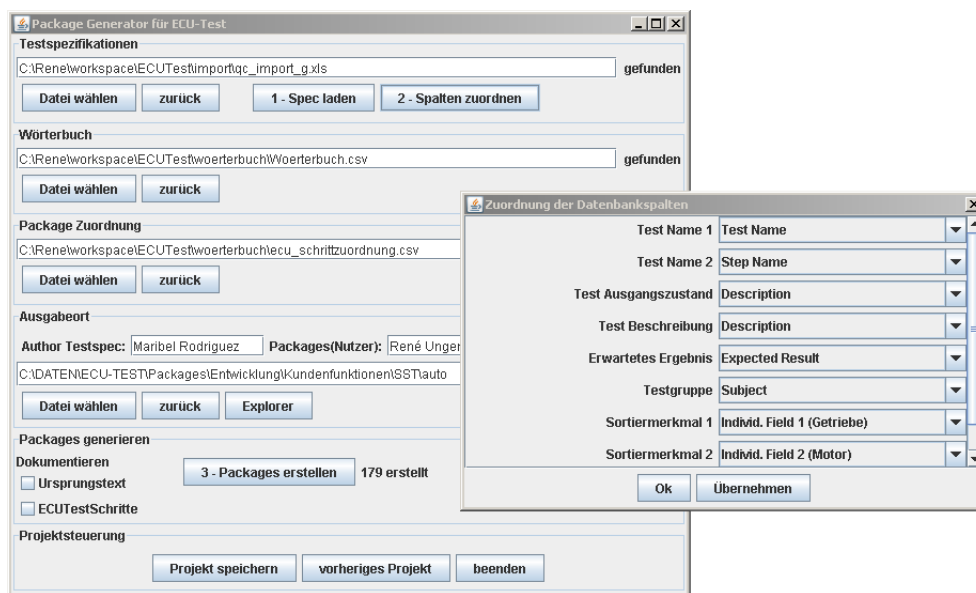 Package Generator für ECU-Test
Testspezifikationen
C:\Rene\workspace\ECUTest\import\qc_import_g.xls gefunden
Datei wählen zurück 1 - Spec laden 2 - Spalten zuordnen
Wörterbuch
C:\Rene\workspace\ECUTest\woerterbuch\Woerterbuch.csv gefunden
Datei wählen zurück
Package Zuordnung
C:\Rene\workspace\ECUTest\woerterbuch\ecu_schrittzuordnung.csv
Datei wählen zurück
Ausgabeort
Author Testspec: Maribel Rodriguez Packages(Nutzer): René Unger
C:\DATEN\ECU-TEST\Packages\Entwicklung\Kundenfunktionen\SST\auto
Datei wählen zurück Explorer
Packages generieren
Dokumentieren
3 - Packages erstellen 179 erstellt
Ursprungstext
ECUTestSchritte
Projektsteuerung
Projekt speichern vorheriges Projekt beenden
Zuordnung der Datenbankspalten
Test Name 1 Test Name
Test Name 2 Step Name
Test Ausgangszustand Description
Test Beschreibung Description
Erwartetes Ergebnis Expected Result
Testgruppe Subject
Sortiermerkmal 1 Individ. Field 1 (Getriebe)
Sortiermerkmal 2 Individ. Field 2 (Motor)
Ok Übernehmen